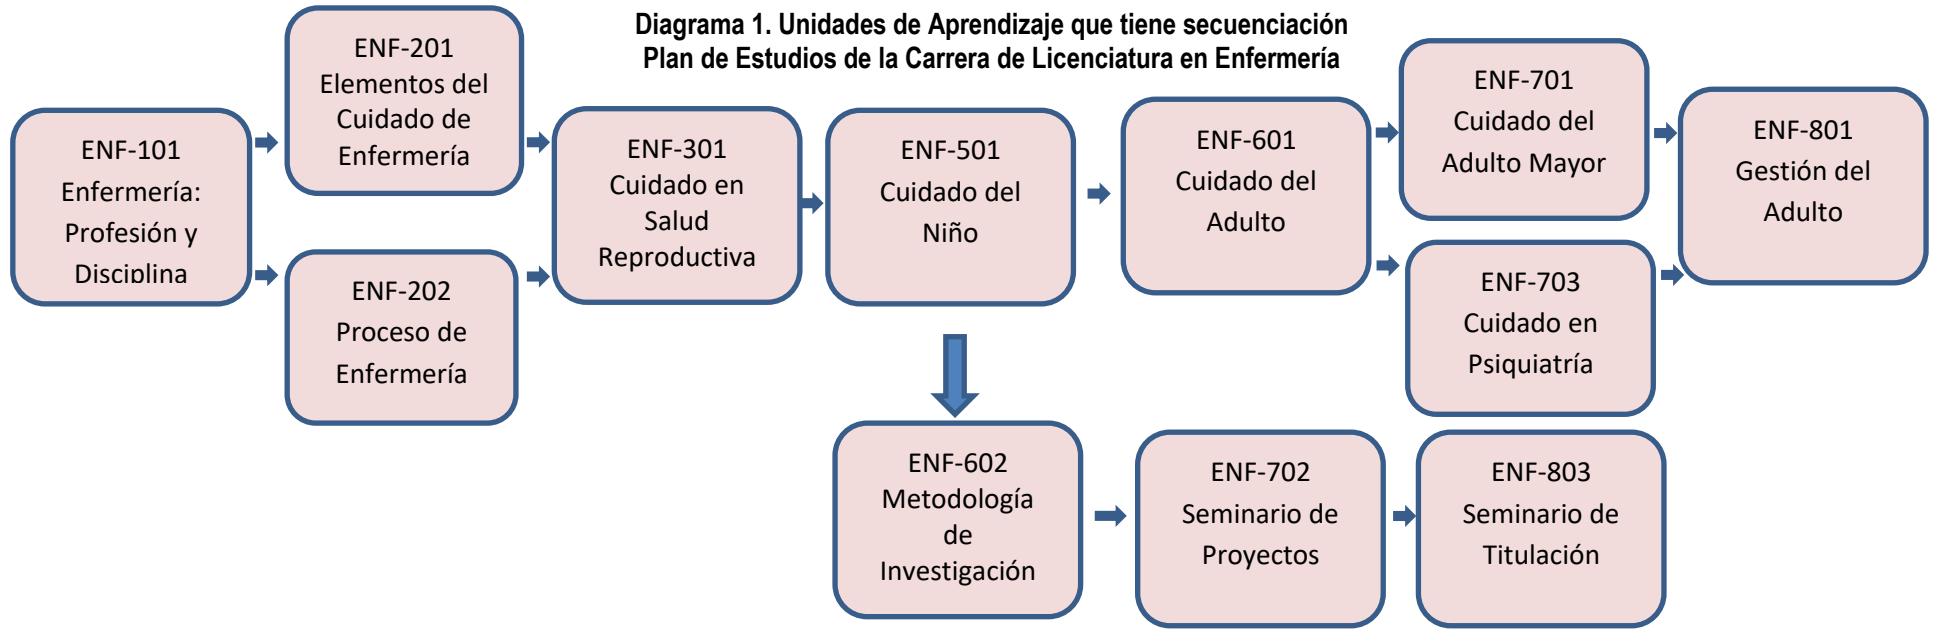 Diagrama 1. Unidades de Aprendizaje que tiene secuenciación
Plan de Estudios de la Carrera de Licenciatura en Enfermería
ENF-101
Enfermería:
Profesión y
Disciplina
ENF-201
Elementos del
Cuidado de
Enfermería
ENF-202
Proceso de
Enfermería
ENF-301
Cuidado en
Salud
Reproductiva
ENF-501
Cuidado del
Niño
ENF-601
Cuidado del
Adulto
ENF-701
Cuidado del
Adulto Mayor
ENF-703
Cuidado en
Psiquiatría
ENF-801
Gestión del
Adulto
ENF-602
Metodología
de
Investigación
ENF-702
Seminario de
Proyectos
ENF-803
Seminario de
Titulación